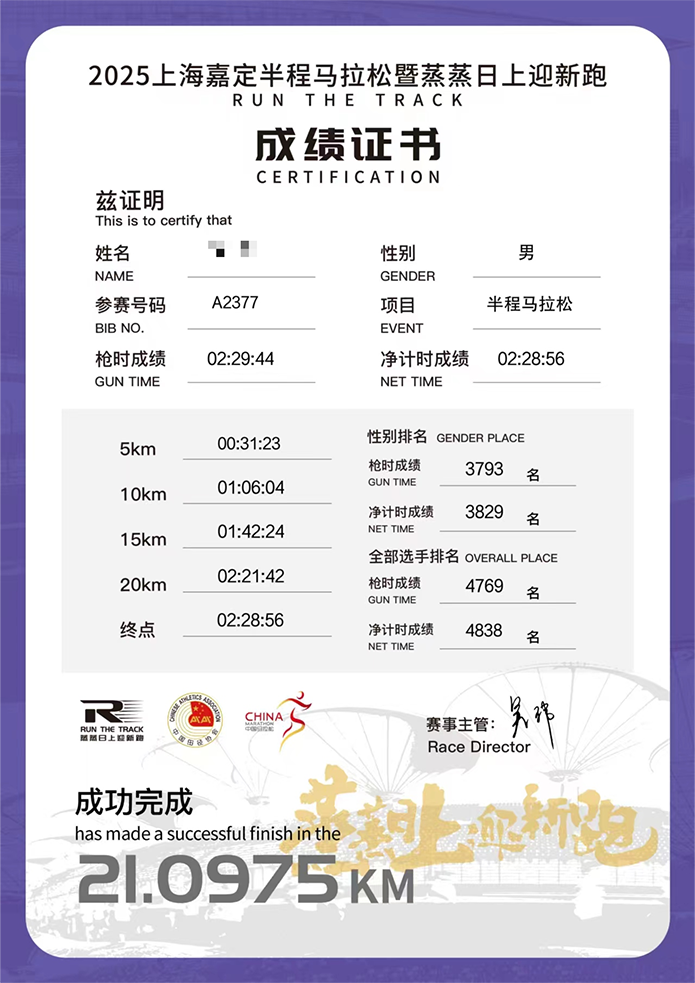 2025上海嘉定半程马拉松暨蒸蒸日上迎新跑
RUN THE TRACK
成绩证书
CERTIFICATION
兹证明
This is to certify that
姓名
NAME
性别 男
GENDER
参赛号码 A2377
BIB NO.
项目 半程马拉松
EVENT
枪时成绩 02:29:44
GUN TIME
净计时成绩 02:28:56
NET TIME
5km 00:31:23
10km 01:06:04
15km 01:42:24
20km 02:21:42
终点 02:28:56
性别排名 GENDER PLACE
枪时成绩 3793 名
GUN TIME
净计时成绩 3829 名
NET TIME
全部选手排名 OVERALL PLACE
枪时成绩 4769 名
GUN TIME
净计时成绩 4838 名
NET TIME
R
RUN THE TRACK
蒸蒸日上迎新跑
CHINESE ATHLETICS ASSOCIATION
中国田径协会
CHINA
MARATHON
中国马拉松
赛事主管:
Race Director
成功完成
has made a successful finish in the
21.0975 KM
蒸蒸日上迎新跑